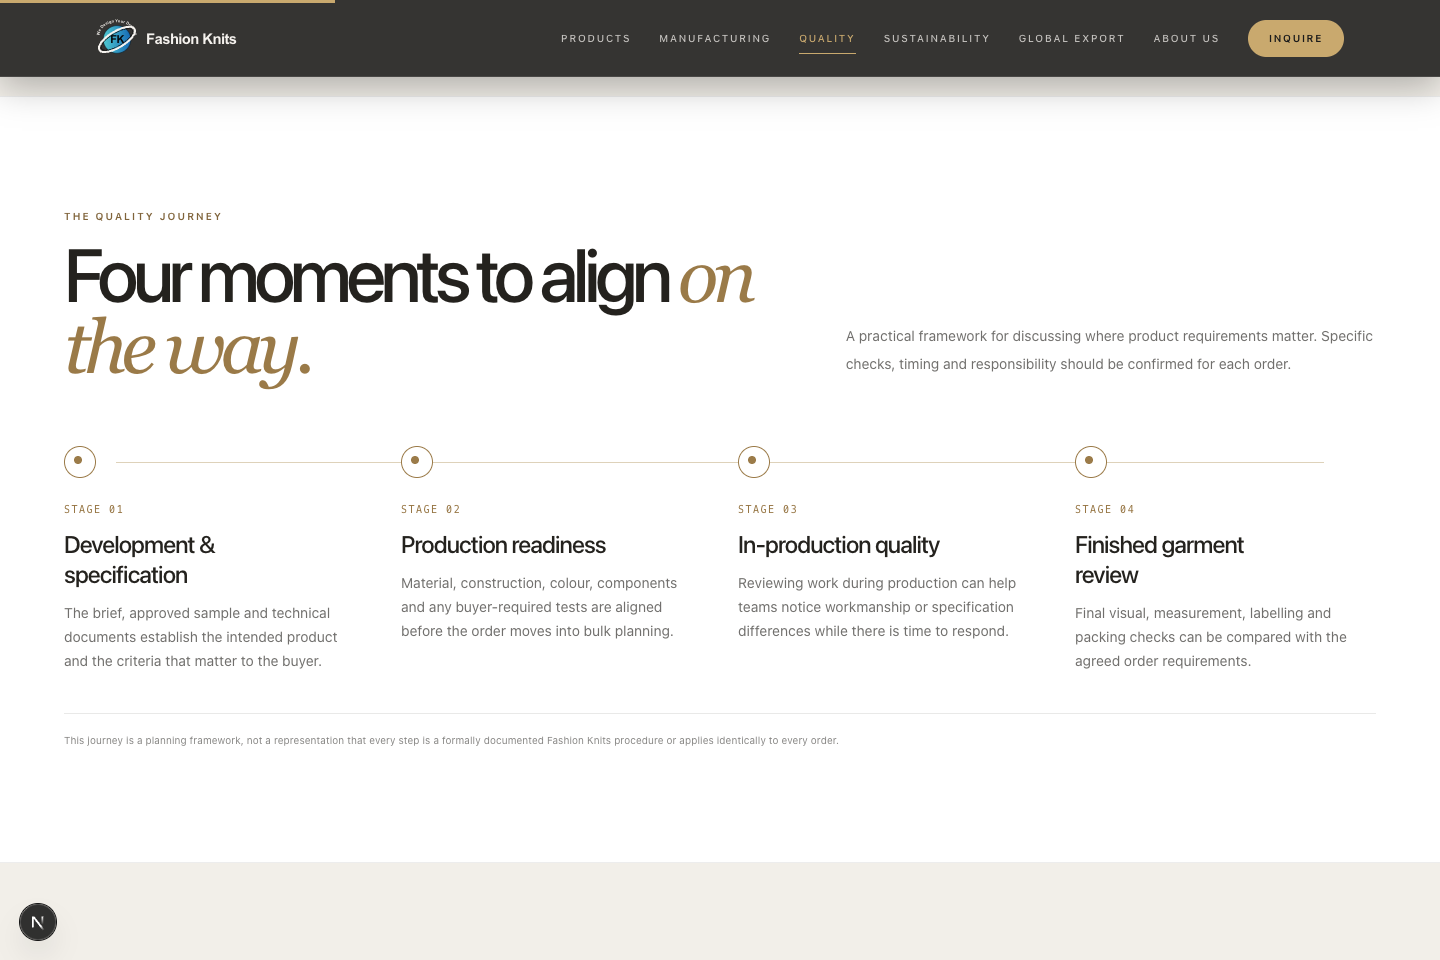 We Design Your
FK
Fashion Knits
PRODUCTS MANUFACTURING QUALITY SUSTAINABILITY GLOBAL EXPORT ABOUT US INQUIRE
THE QUALITY JOURNEY
Four moments to align on
the way.
A practical framework for discussing where product requirements matter. Specific
checks, timing and responsibility should be confirmed for each order.
STAGE 01
Development &
specification
The brief, approved sample and technical
documents establish the intended product
and the criteria that matter to the buyer.
STAGE 02
Production readiness
Material, construction, colour, components
and any buyer-required tests are aligned
before the order moves into bulk planning.
STAGE 03
In-production quality
Reviewing work during production can help
teams notice workmanship or specification
differences while there is time to respond.
STAGE 04
Finished garment
review
Final visual, measurement, labelling and
packing checks can be compared with the
agreed order requirements.
This journey is a planning framework, not a representation that every step is a formally documented Fashion Knits procedure or applies identically to every order.
N